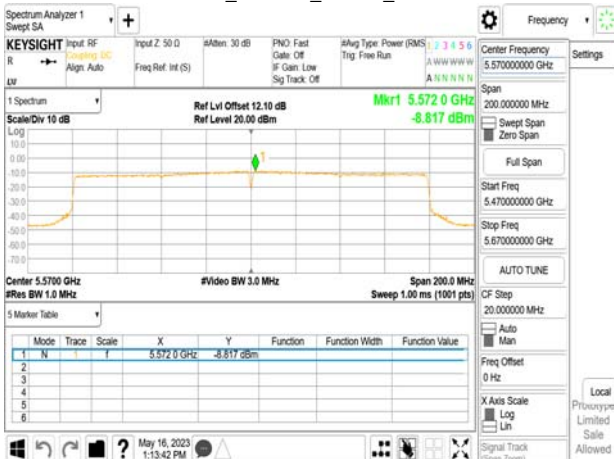 Spectrum Analyzer 1
Swept SA
+
Frequency
KEYSIGHT
R
LVI
Input: RF
Coupling: DC
Align: Auto
Input Z: 50 Ω
Freq Ref: Int (S)
#Atten: 30 dB
PNO: Fast
Gate: Off
IF Gain: Low
Sig Track: Off
#Avg Type: Power (RMS
Trig: Free Run
1 2 3 4 5 6
A W W W W W
A N N N N N
1 Spectrum
Scale/Div 10 dB
Ref Lvl Offset 12.10 dB
Ref Level 20.00 dBm
Mkr1 5.572 0 GHz
-8.817 dBm
Log
10.0
0.00
-10.0
-20.0
-30.0
-40.0
-50.0
-60.0
-70.0
1
Center 5.5700 GHz
#Res BW 1.0 MHz
#Video BW 3.0 MHz
Span 200.0 MHz
Sweep 1.00 ms (1001 pts)
5 Marker Table
Mode Trace Scale X Y Function Function Width Function Value
1 N 1 f 5.572 0 GHz -8.817 dBm
2
3
4
5
6
May 16, 2023
1:13:42 PM
Center Frequency
5.570000000 GHz
Span
200.000000 MHz
Swept Span
Zero Span
Full Span
Start Freq
5.470000000 GHz
Stop Freq
5.670000000 GHz
AUTO TUNE
CF Step
20.000000 MHz
Auto
Man
Freq Offset
0 Hz
X Axis Scale
Log
Lin
Signal Track
(Span Zoom)
Settings
Local
Prototype
Limited
Sale
Allowed